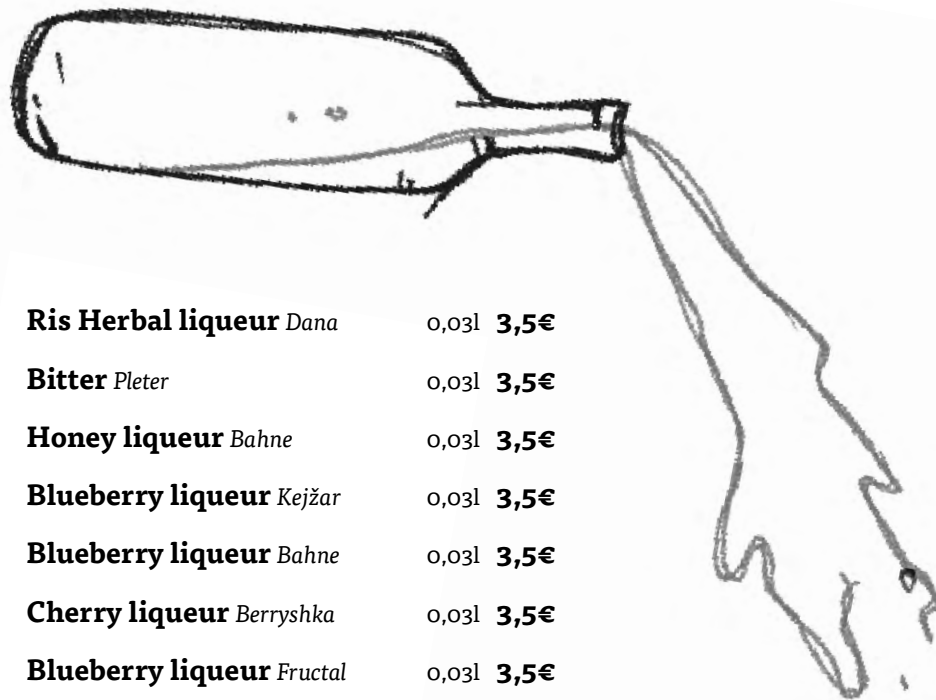 Ris Herbal liqueur Dana 0,03l 3,5€
Bitter Pleter 0,03l 3,5€
Honey liqueur Bahne 0,03l 3,5€
Blueberry liqueur Kejžar 0,03l 3,5€
Blueberry liqueur Bahne 0,03l 3,5€
Cherry liqueur Berryshka 0,03l 3,5€
Blueberry liqueur Fructal 0,03l 3,5€